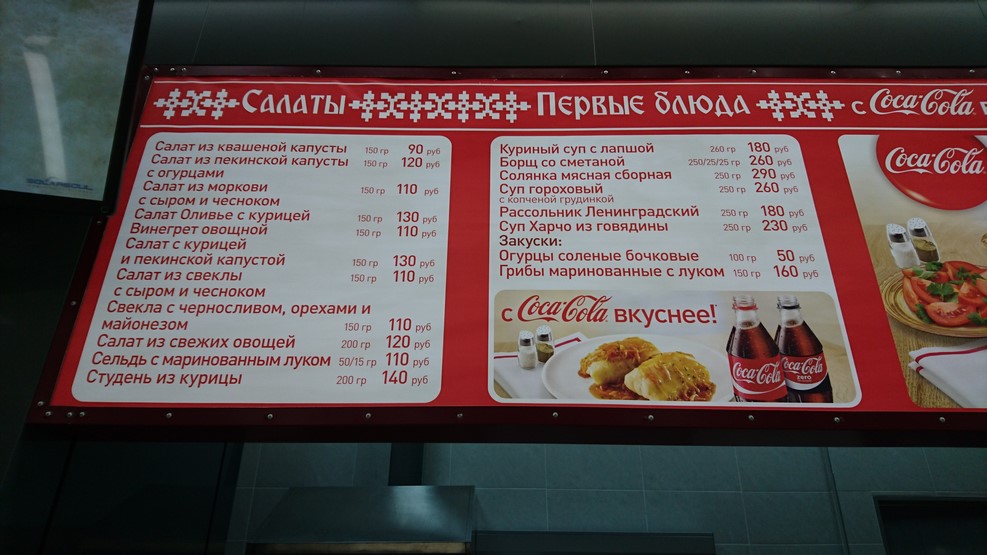 Салаты
Салат из квашеной капусты 150 гр 90 руб
Салат из пекинской капусты 150 гр 120 руб
с огурцами
Салат из моркови 150 гр 110 руб
с сыром и чесноком
Салат Оливье с курицей 150 гр 130 руб
Винегрет овощной 150 гр 110 руб
Салат с курицей
и пекинской капустой 150 гр 130 руб
Салат из свеклы 150 гр 110 руб
с сыром и чесноком
Свекла с черносливом, орехами и
майонезом 150 гр 110 руб
Салат из свежих овощей 200 гр 120 руб
Сельдь с маринованным луком 50/15 гр 110 руб
Студень из курицы 200 гр 140 руб
Первые блюда
Куриный суп с лапшой 260 гр 180 руб
Борщ со сметаной 250/25/25 гр 260 руб
Солянка мясная сборная 250 гр 290 руб
Суп гороховый 250 гр 260 руб
с копченой грудинкой
Рассольник Ленинградский 250 гр 180 руб
Суп Харчо из говядины 250 гр 230 руб
Закуски:
Огурцы соленые бочковые 100 гр 50 руб
Грибы маринованные с луком 150 гр 160 руб
с Coca-Cola вкуснее!
Coca-Cola
Coca-Cola
zero
с Coca-Cola в
Coca-Cola